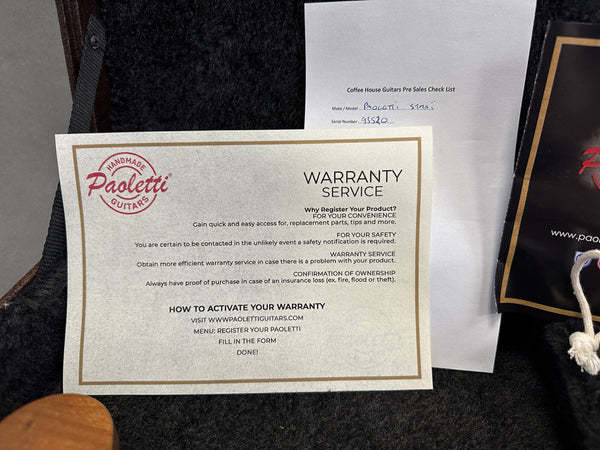 Coffee House Guitars Pre Sales Check List
Make / Model PAOLETTI
Serial Number 93520
HANDMADE
Paoletti®
GUITARS
WARRANTY
SERVICE
Why Register Your Product?
FOR YOUR CONVENIENCE
Gain quick and easy access for, replacement parts, tips and more.
FOR YOUR SAFETY
You are certain to be contacted in the unlikely event a safety notification is required.
WARRANTY SERVICE
Obtain more efficient warranty service in case there is a problem with your product.
CONFIRMATION OF OWNERSHIP
Always have proof of purchase in case of an insurance loss (ex. fire, flood or theft).
HOW TO ACTIVATE YOUR WARRANTY
VISIT WWW.PAOLETTIGUITARS.COM
MENU: REGISTER YOUR PAOLETTI
FILL IN THE FORM
DONE!
www.paol